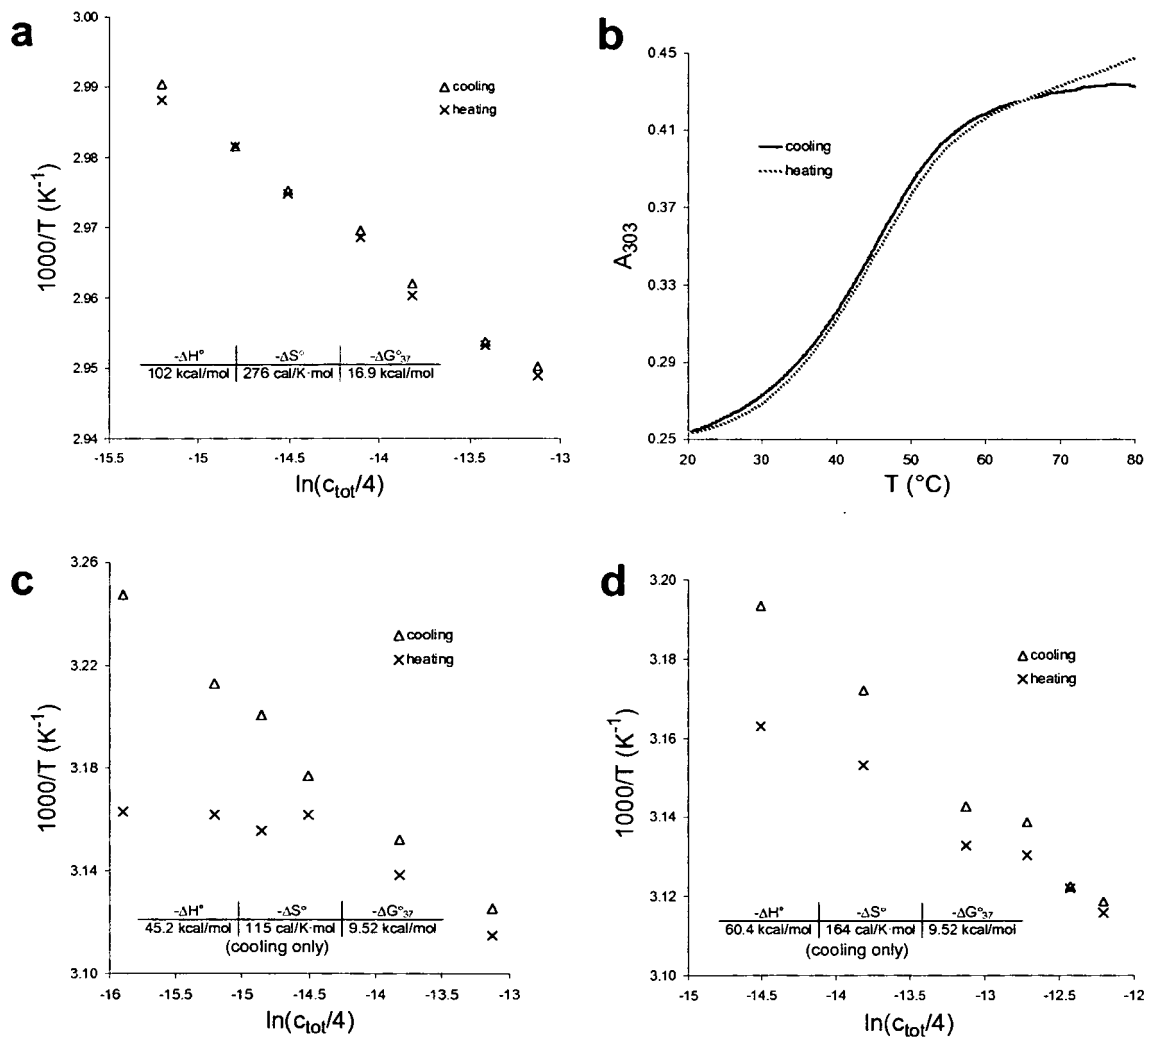 a
3.00
2.99
2.98
2.97
2.96
2.95
2.94
1000/T (K⁻¹)
cooling
heating
-ΔH° -ΔS° -ΔG°₃₇
102 kcal/mol 276 cal/K·mol 16.9 kcal/mol
-15.5 -15 -14.5 -14 -13.5 -13
ln(cₜₒₜ/4)
b
0.45
0.41
0.37
0.33
0.29
0.25
A₃₀₃
cooling
heating
20 30 40 50 60 70 80
T (°C)
c
3.26
3.22
3.18
3.14
3.10
1000/T (K⁻¹)
cooling
heating
-ΔH° -ΔS° -ΔG°₃₇
45.2 kcal/mol 115 cal/K·mol 9.52 kcal/mol
(cooling only)
-16 -15.5 -15 -14.5 -14 -13.5 -13
ln(cₜₒₜ/4)
d
3.20
3.18
3.16
3.14
3.12
3.10
1000/T (K⁻¹)
cooling
heating
-ΔH° -ΔS° -ΔG°₃₇
60.4 kcal/mol 164 cal/K·mol 9.52 kcal/mol
(cooling only)
-15 -14.5 -14 -13.5 -13 -12.5 -12
ln(cₜₒₜ/4)